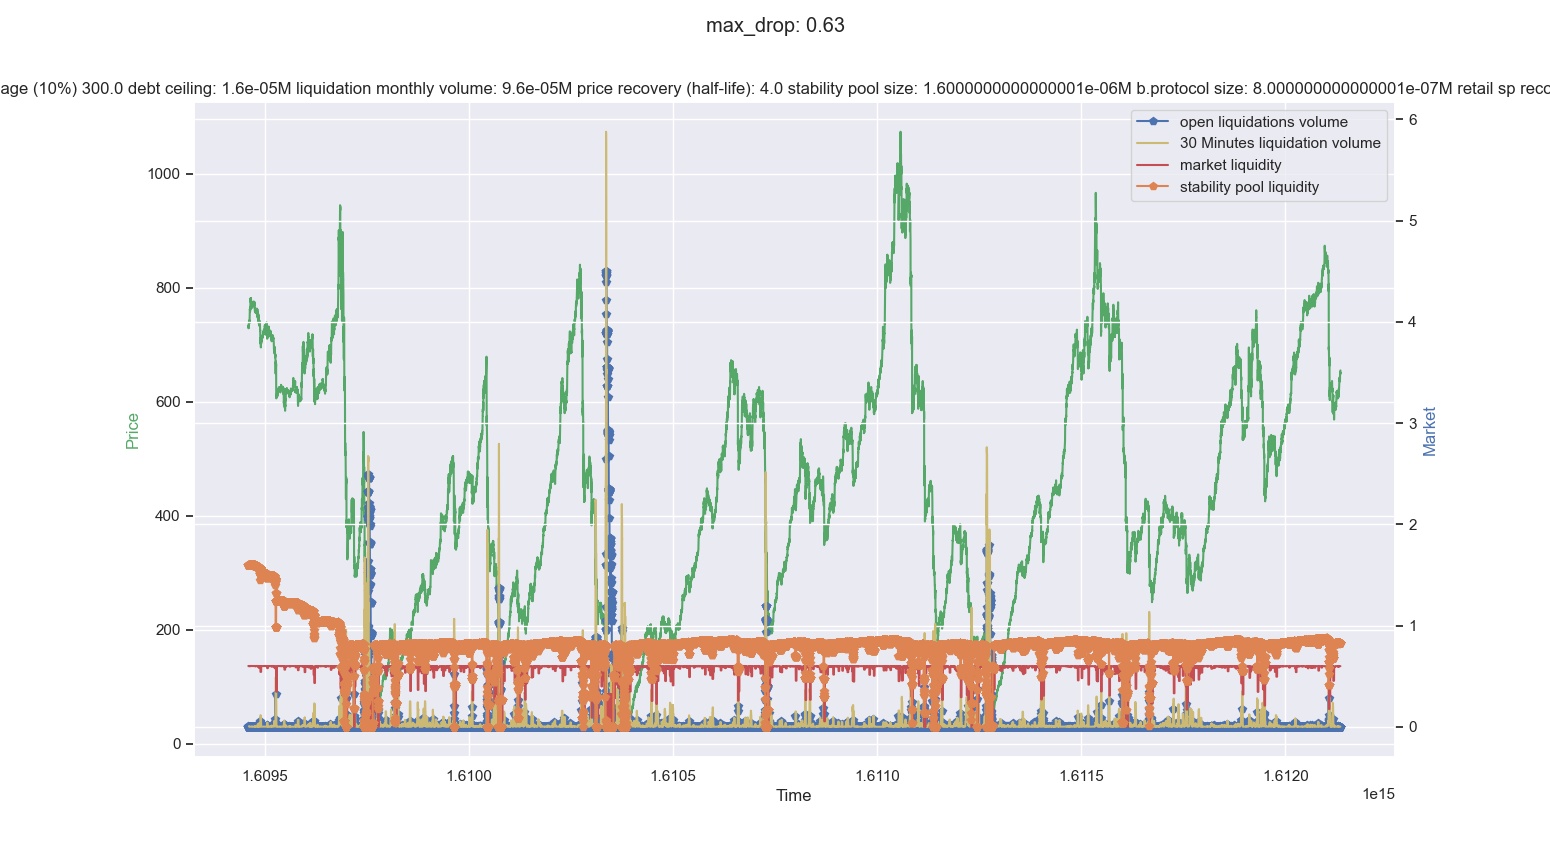 max_drop: 0.63
age (10%) 300.0 debt ceiling: 1.6e-05M liquidation monthly volume: 9.6e-05M price recovery (half-life): 4.0 stability pool size: 1.6000000000000001e-06M b.protocol size: 8.000000000000001e-07M retail sp reco
open liquidations volume
30 Minutes liquidation volume
market liquidity
stability pool liquidity
1000
800
600
400
200
0
Price
6
5
4
3
2
1
0
Market
1.6095 1.6100 1.6105 1.6110 1.6115 1.6120
1e15
Time